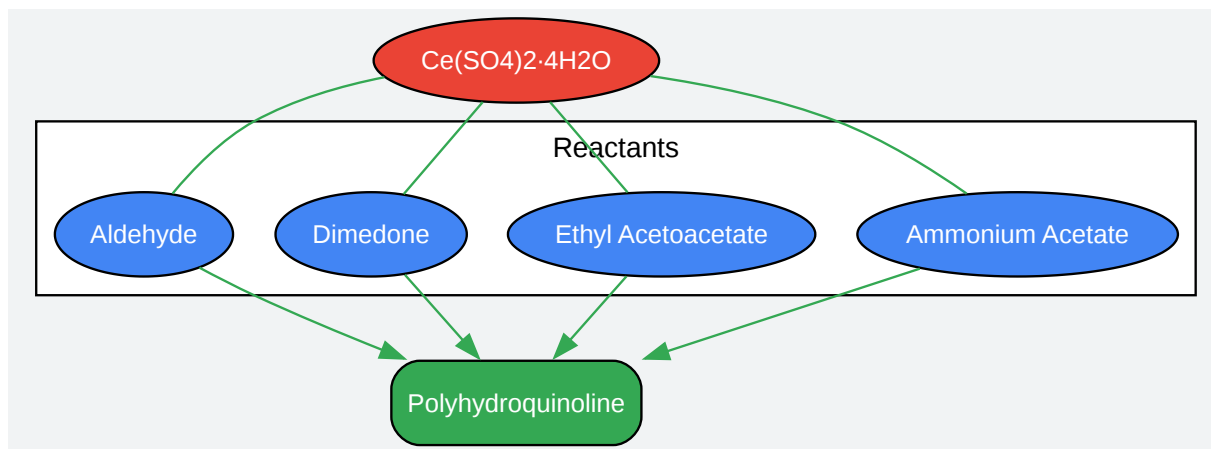 Ce(SO4)2·4H2O
Reactants
Aldehyde
Dimedone
Ethyl Acetoacetate
Ammonium Acetate
Polyhydroquinoline